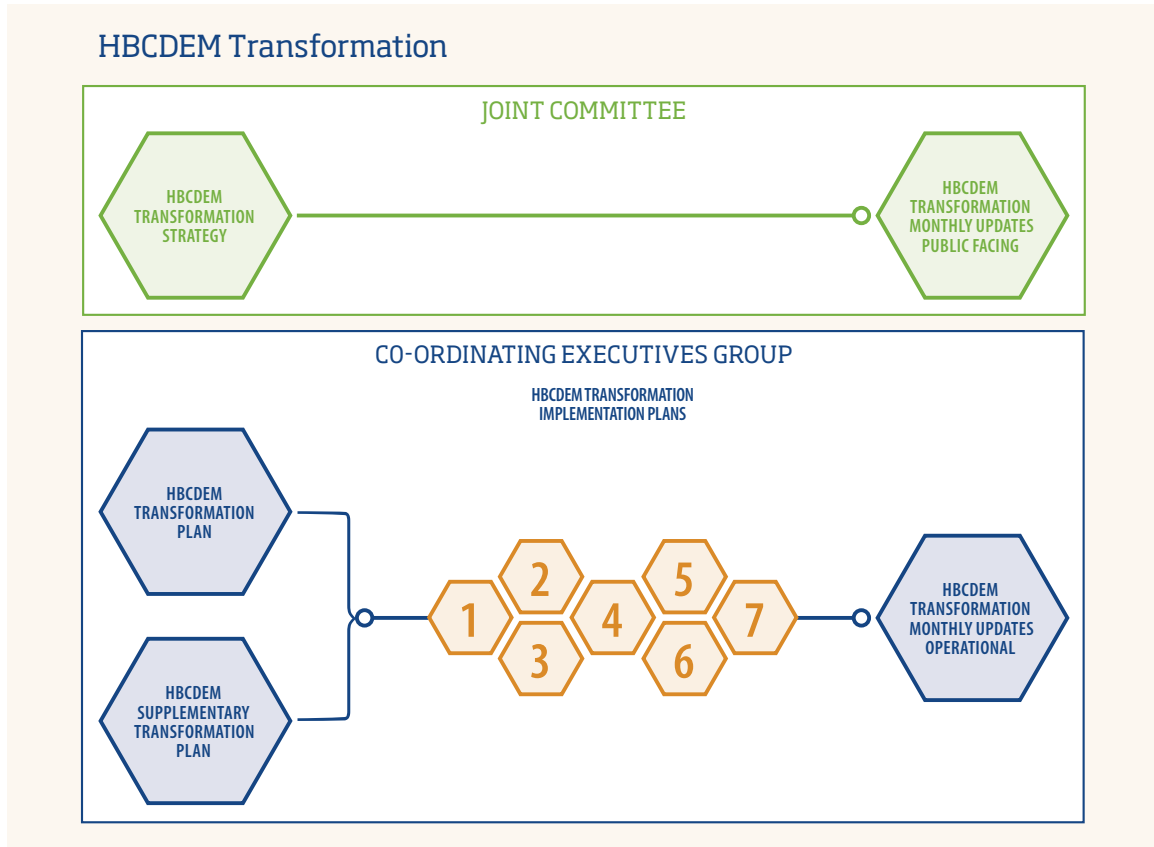 HBCDEM Transformation
JOINT COMMITTEE
HBCDEM
TRANSFORMATION
STRATEGY
HBCDEM
TRANSFORMATION
MONTHLY UPDATES
PUBLIC FACING
CO-ORDINATING EXECUTIVES GROUP
HBCDEM TRANSFORMATION
IMPLEMENTATION PLANS
HBCDEM
TRANSFORMATION
PLAN
HBCDEM
SUPPLEMENTARY
TRANSFORMATION
PLAN
1
2
3
4
5
6
7
HBCDEM
TRANSFORMATION
MONTHLY UPDATES
OPERATIONAL